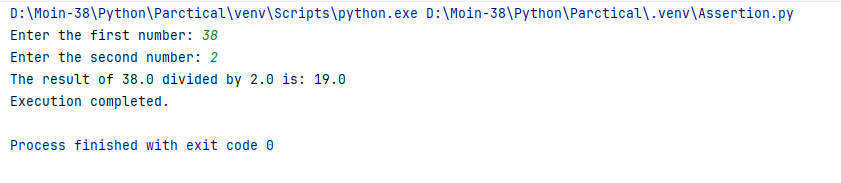 D:\Moin-38\Python\Parctical\venv\Scripts\python.exe D:\Moin-38\Python\Parctical\.venv\Assertion.py
Enter the first number: 38
Enter the second number: 2
The result of 38.0 divided by 2.0 is: 19.0
Execution completed.
Process finished with exit code 0